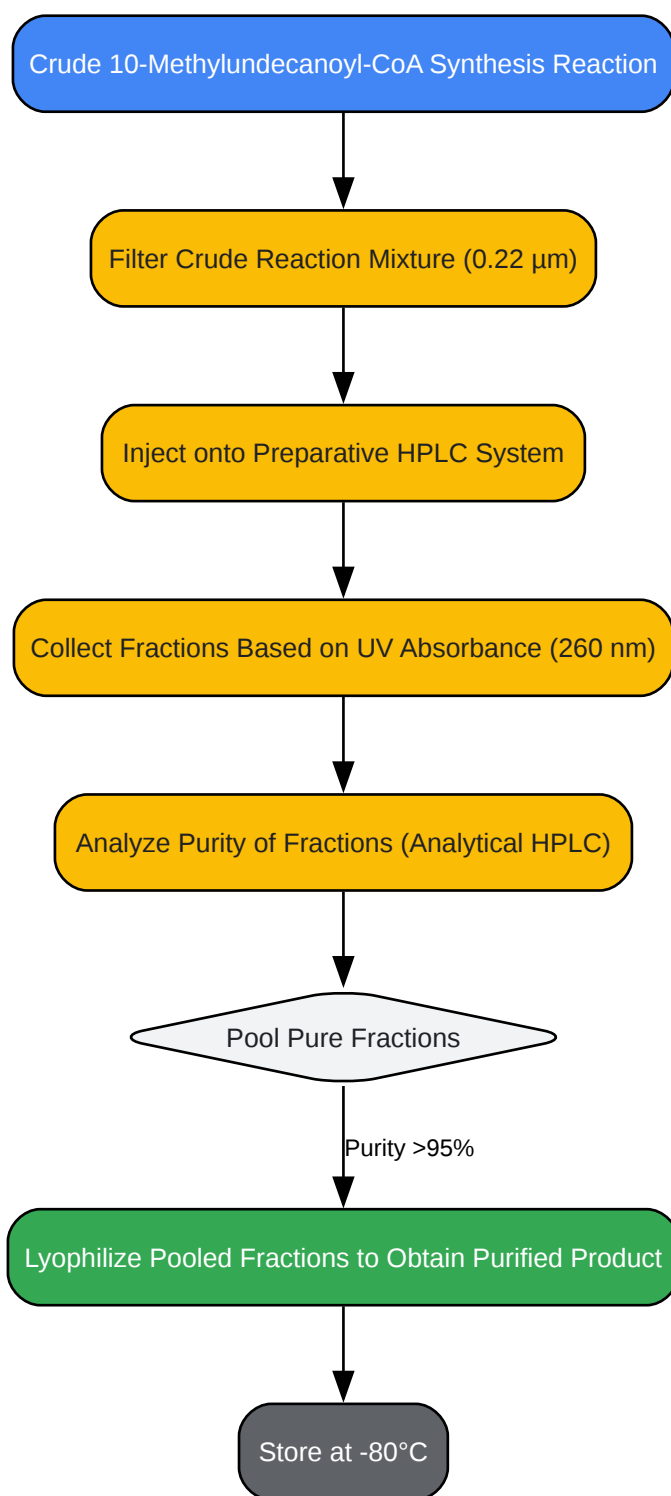 Crude 10-Methylundecanoyl-CoA Synthesis Reaction
Filter Crude Reaction Mixture (0.22 µm)
Inject onto Preparative HPLC System
Collect Fractions Based on UV Absorbance (260 nm)
Analyze Purity of Fractions (Analytical HPLC)
Pool Pure Fractions
Purity >95%
Lyophilize Pooled Fractions to Obtain Purified Product
Store at -80°C